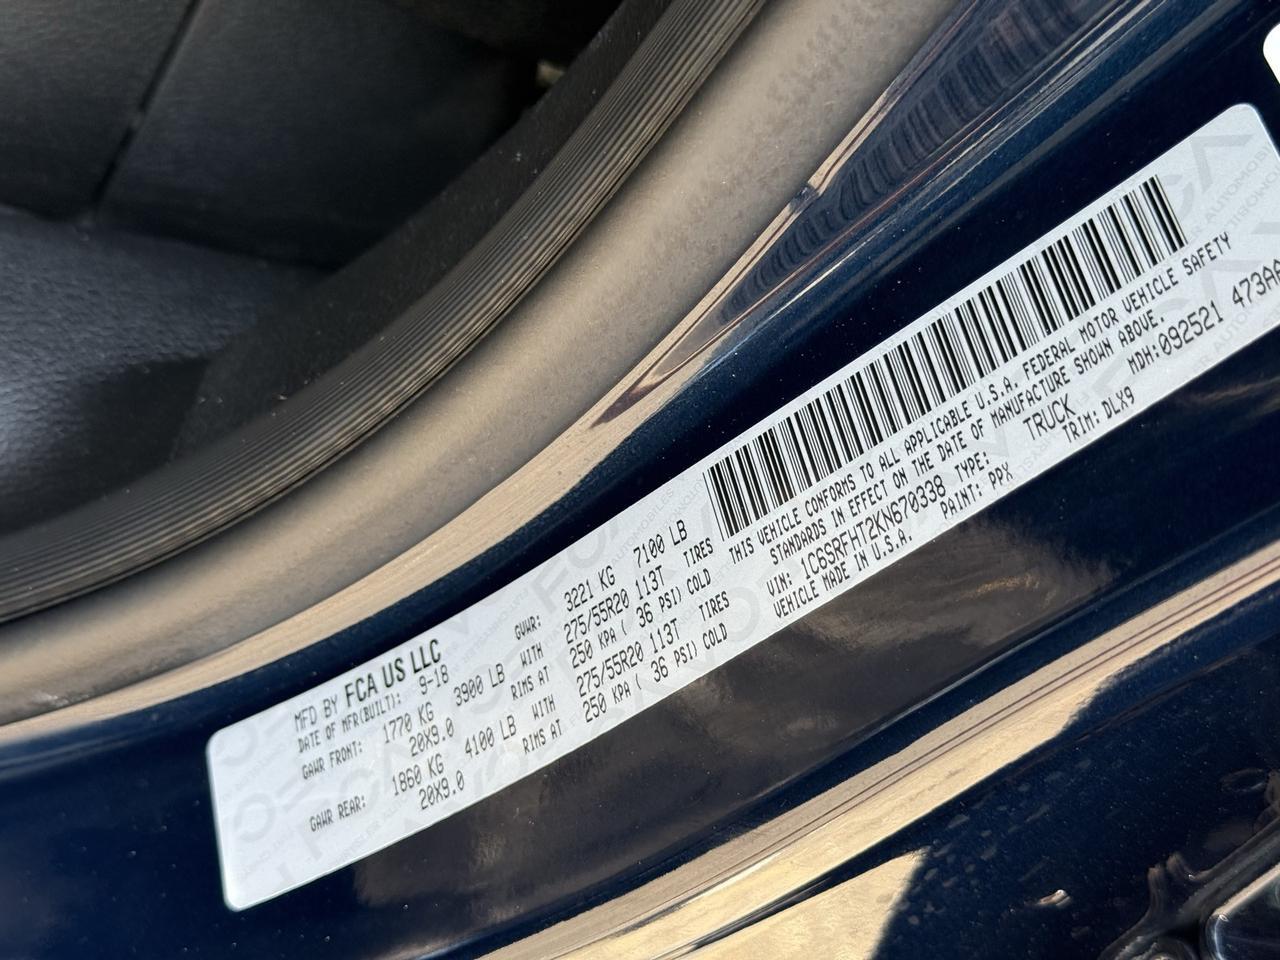 MFD BY FCA US LLC
DATE OF MFR(BUILT): 9-18 GVWR: 3221 KG 7100 LB
GAWR FRONT: 1770 KG 3900 LB WITH 275/55R20 113T TIRES
20X9.0 RIMS AT 250 KPA ( 36 PSI) COLD
GAWR REAR: 1860 KG 4100 LB WITH 275/55R20 113T TIRES
20X9.0 RIMS AT 250 KPA ( 36 PSI) COLD
THIS VEHICLE CONFORMS TO ALL APPLICABLE U.S.A. FEDERAL MOTOR VEHICLE SAFETY
STANDARDS IN EFFECT ON THE DATE OF MANUFACTURE SHOWN ABOVE.
VIN: 1C6SRFHT2KN670338 TYPE: TRUCK MDH:092521 473AA
VEHICLE MADE IN U.S.A. PAINT: PPX TRIM: DLX9